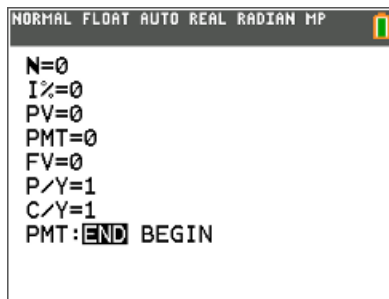 NORMAL FLOAT AUTO REAL RADIAN MP
N=0
I%=0
PV=0
PMT=0
FV=0
P/Y=1
C/Y=1
PMT:END BEGIN